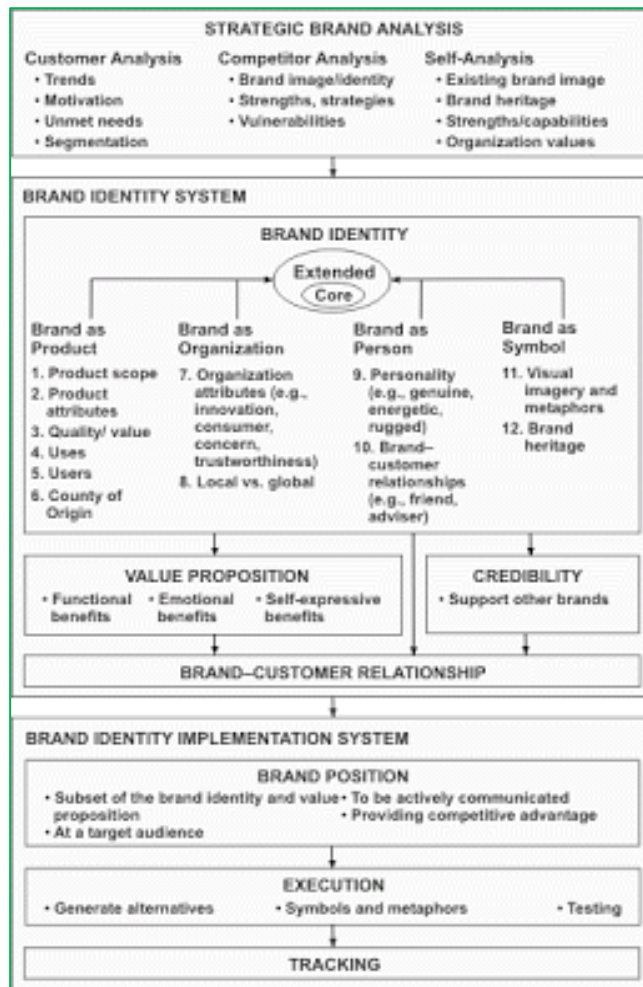 STRATEGIC BRAND ANALYSIS
Customer Analysis
• Trends
• Motivation
• Unmet needs
• Segmentation
Competitor Analysis
• Brand image/identity
• Strengths, strategies
• Vulnerabilities
Self-Analysis
• Existing brand image
• Brand heritage
• Strengths/capabilities
• Organization values
BRAND IDENTITY SYSTEM
BRAND IDENTITY
Extended
Core
Brand as
Product
1. Product scope
2. Product
attributes
3. Quality/ value
4. Uses
5. Users
6. County of
Origin
Brand as
Organization
7. Organization
attributes (e.g.,
innovation,
consumer,
concern,
trustworthiness)
8. Local vs. global
Brand as
Person
9. Personality
(e.g., genuine,
energetic,
rugged)
10. Brand–
customer
relationships
(e.g., friend,
adviser)
Brand as
Symbol
11. Visual
imagery and
metaphors
12. Brand
heritage
VALUE PROPOSITION
• Functional
benefits
• Emotional
benefits
• Self-expressive
benefits
CREDIBILITY
• Support other brands
BRAND–CUSTOMER RELATIONSHIP
BRAND IDENTITY IMPLEMENTATION SYSTEM
BRAND POSITION
• Subset of the brand identity and value
proposition
• At a target audience
• To be actively communicated
• Providing competitive advantage
EXECUTION
• Generate alternatives
• Symbols and metaphors
• Testing
TRACKING